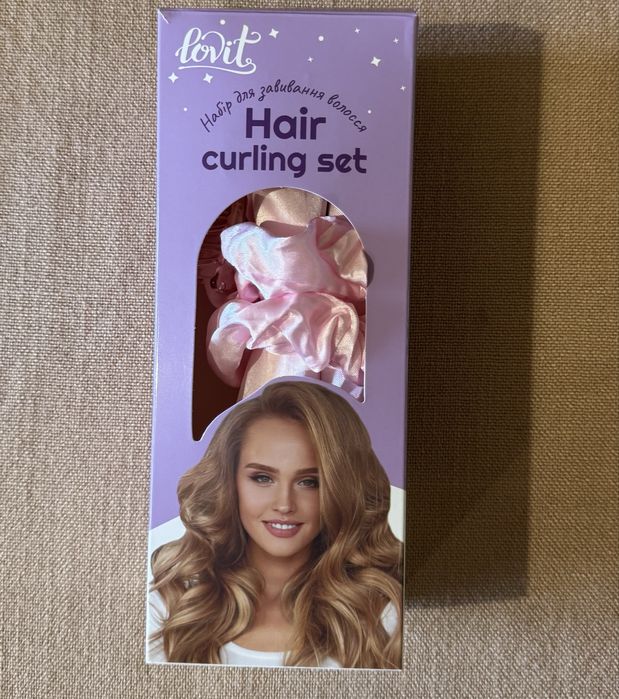 lovit
Набір для завивання волосся
Hair
curling set